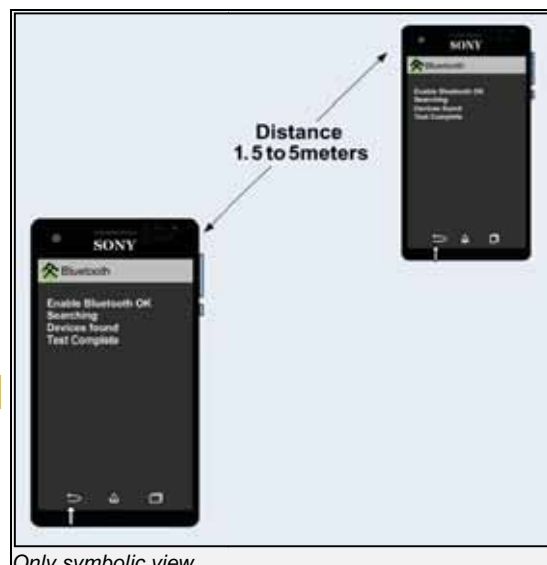 SONY
Bluetooth
Enable Bluetooth OK
Searching
Devices found
Test Complete
Distance
1.5 to 5meters
SONY
Bluetooth
Enable Bluetooth OK
Searching
Devices found
Test Complete
Only symbolic view